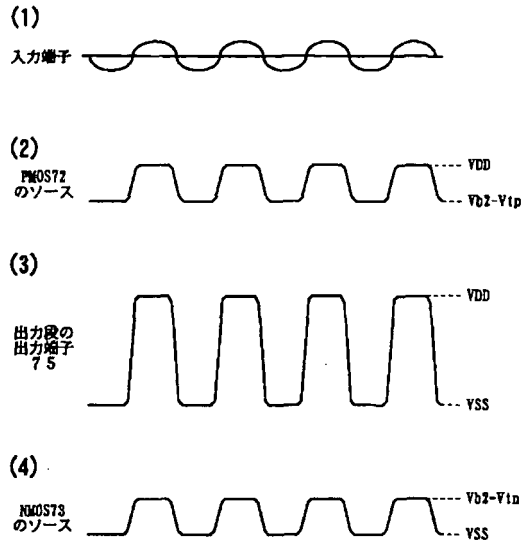 (1)
入力端子
(2)
PMOS72
のソース
VDD
Vb2-Vtp
(3)
出力段の
出力端子
75
VDD
VSS
(4)
NMOS73
のソース
Vb2-Vtn
VSS